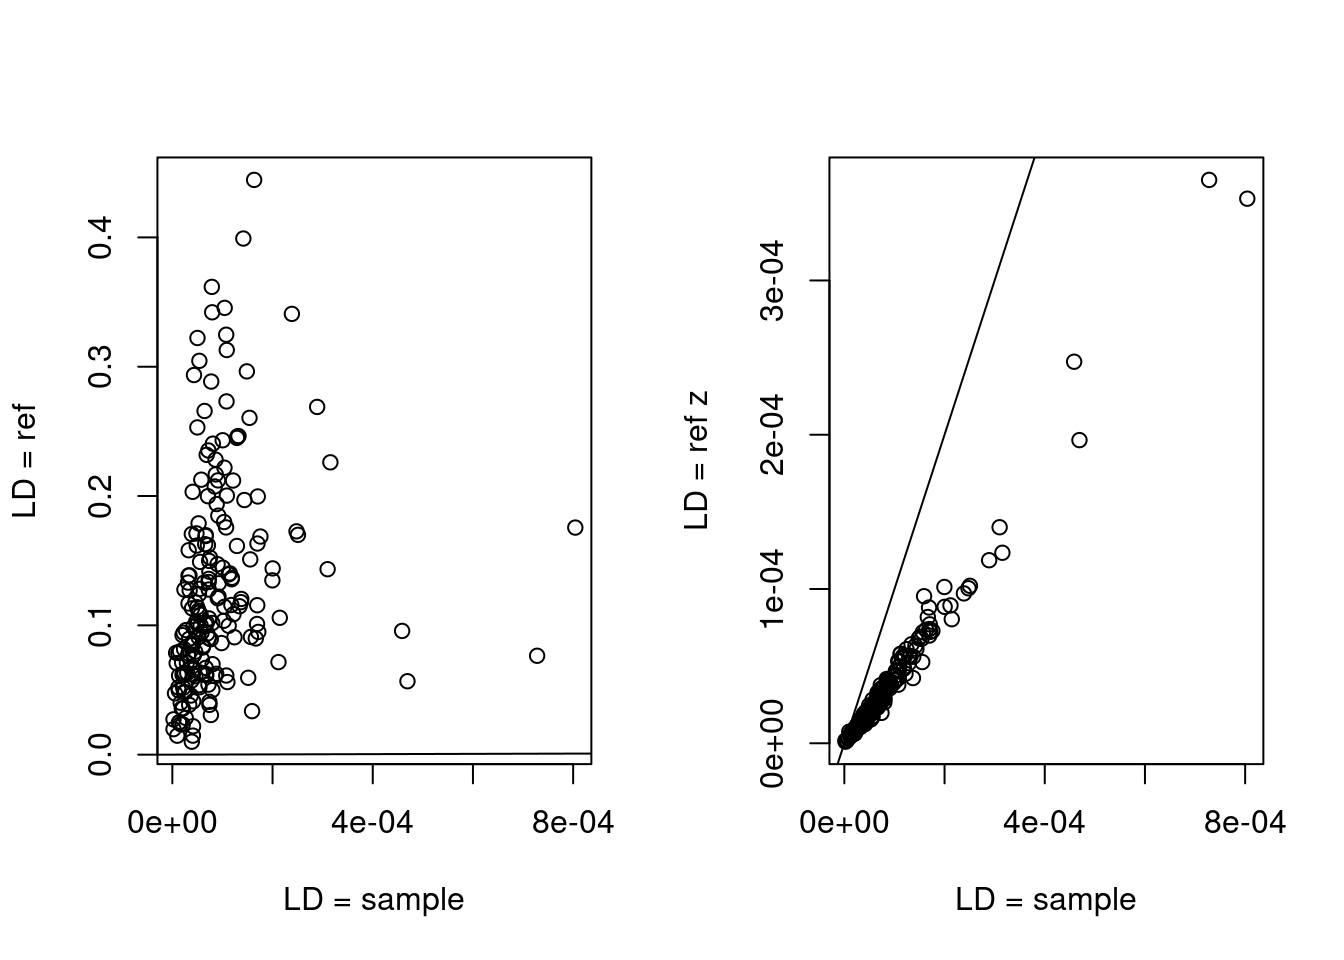 0.4
0.3
0.2
0.1
0.0
LD = ref
0e+00 4e-04 8e-04
LD = sample
3e-04
2e-04
1e-04
0e+00
LD = ref z
0e+00 4e-04 8e-04
LD = sample